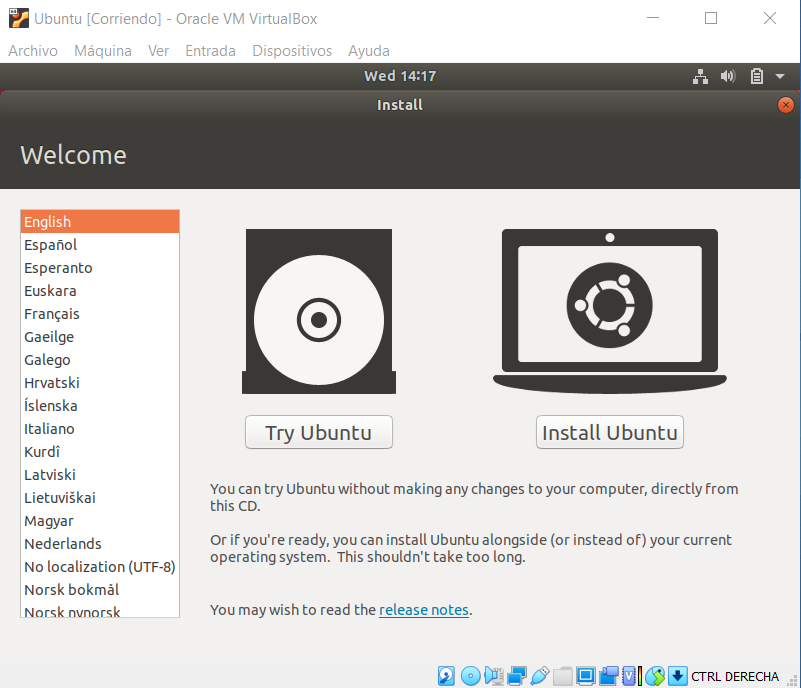 Ubuntu [Corriendo] - Oracle VM VirtualBox
Archivo Máquina Ver Entrada Dispositivos Ayuda
Wed 14:17
Install
Welcome
English
Español
Esperanto
Euskara
Français
Gaeilge
Galego
Hrvatski
Íslenska
Italiano
Kurdî
Latviski
Lietuviškai
Magyar
Nederlands
No localization (UTF-8)
Norsk bokmål
Norsk nynorsk
Try Ubuntu
Install Ubuntu
You can try Ubuntu without making any changes to your computer, directly from
this CD.
Or if you're ready, you can install Ubuntu alongside (or instead of) your current
operating system. This shouldn't take too long.
You may wish to read the release notes.
CTRL DERECHA